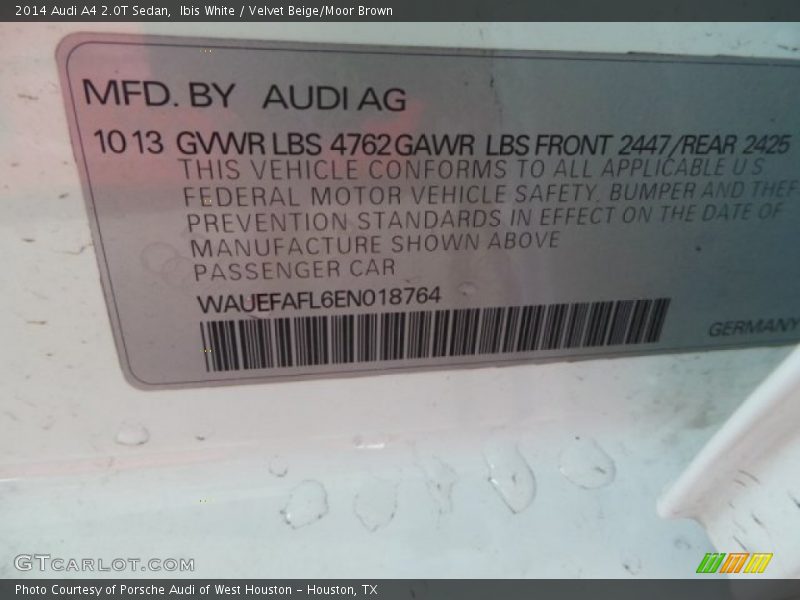 2014 Audi A4 2.0T Sedan,  Ibis White / Velvet Beige/Moor Brown
MFD. BY   AUDI AG
10 13  GVWR LBS  4762 GAWR  LBS FRONT  2447 /REAR 2425
THIS VEHICLE CONFORMS TO ALL APPLICABLE U S
FEDERAL MOTOR VEHICLE SAFETY, BUMPER AND THEFT
PREVENTION STANDARDS IN EFFECT ON THE DATE OF
MANUFACTURE SHOWN ABOVE
PASSENGER CAR
WAUEFAFL6EN018764
GERMANY
GTCARLOT.COM
Photo Courtesy of Porsche Audi of West Houston - Houston, TX